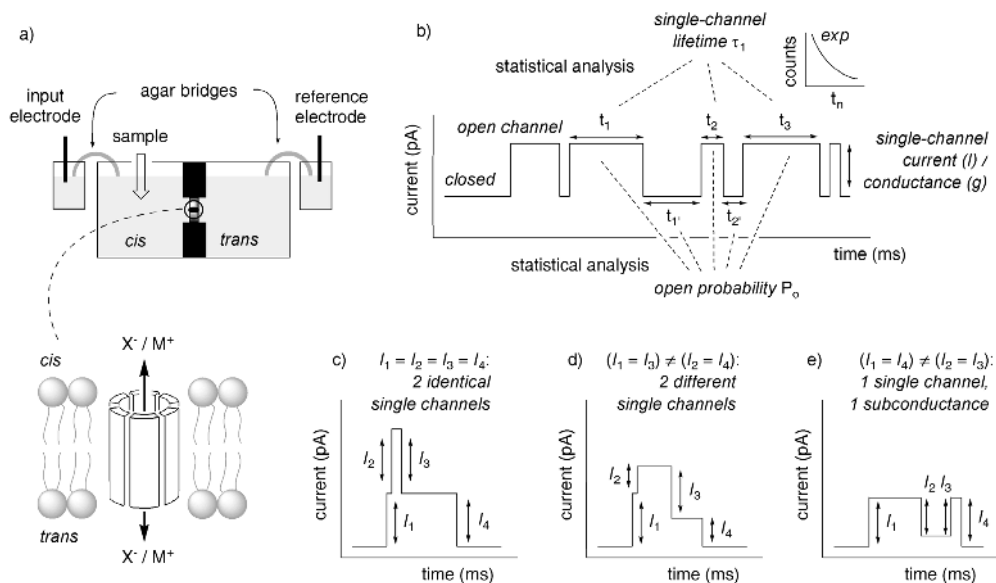 a)
input
electrode
agar bridges
reference
electrode
sample
cis
trans
X⁻ / M⁺
cis
trans
X⁻ / M⁺
b)
single-channel
lifetime τ₁
statistical analysis
exp
counts
tₙ
current (pA)
open channel
closed
t₁
t₂
t₃
t₁'
t₂'
single-channel
current (I) /
conductance (g)
time (ms)
statistical analysis
open probability Pₒ
c)
I₁ = I₂ = I₃ = I₄:
2 identical
single channels
current (pA)
I₂
I₃
I₁
I₄
time (ms)
d)
(I₁ = I₃) ≠ (I₂ = I₄):
2 different
single channels
current (pA)
I₂
I₃
I₁
I₄
time (ms)
e)
(I₁ = I₄) ≠ (I₂ = I₃):
1 single channel,
1 subconductance
current (pA)
I₂ I₃
I₁
I₄
time (ms)